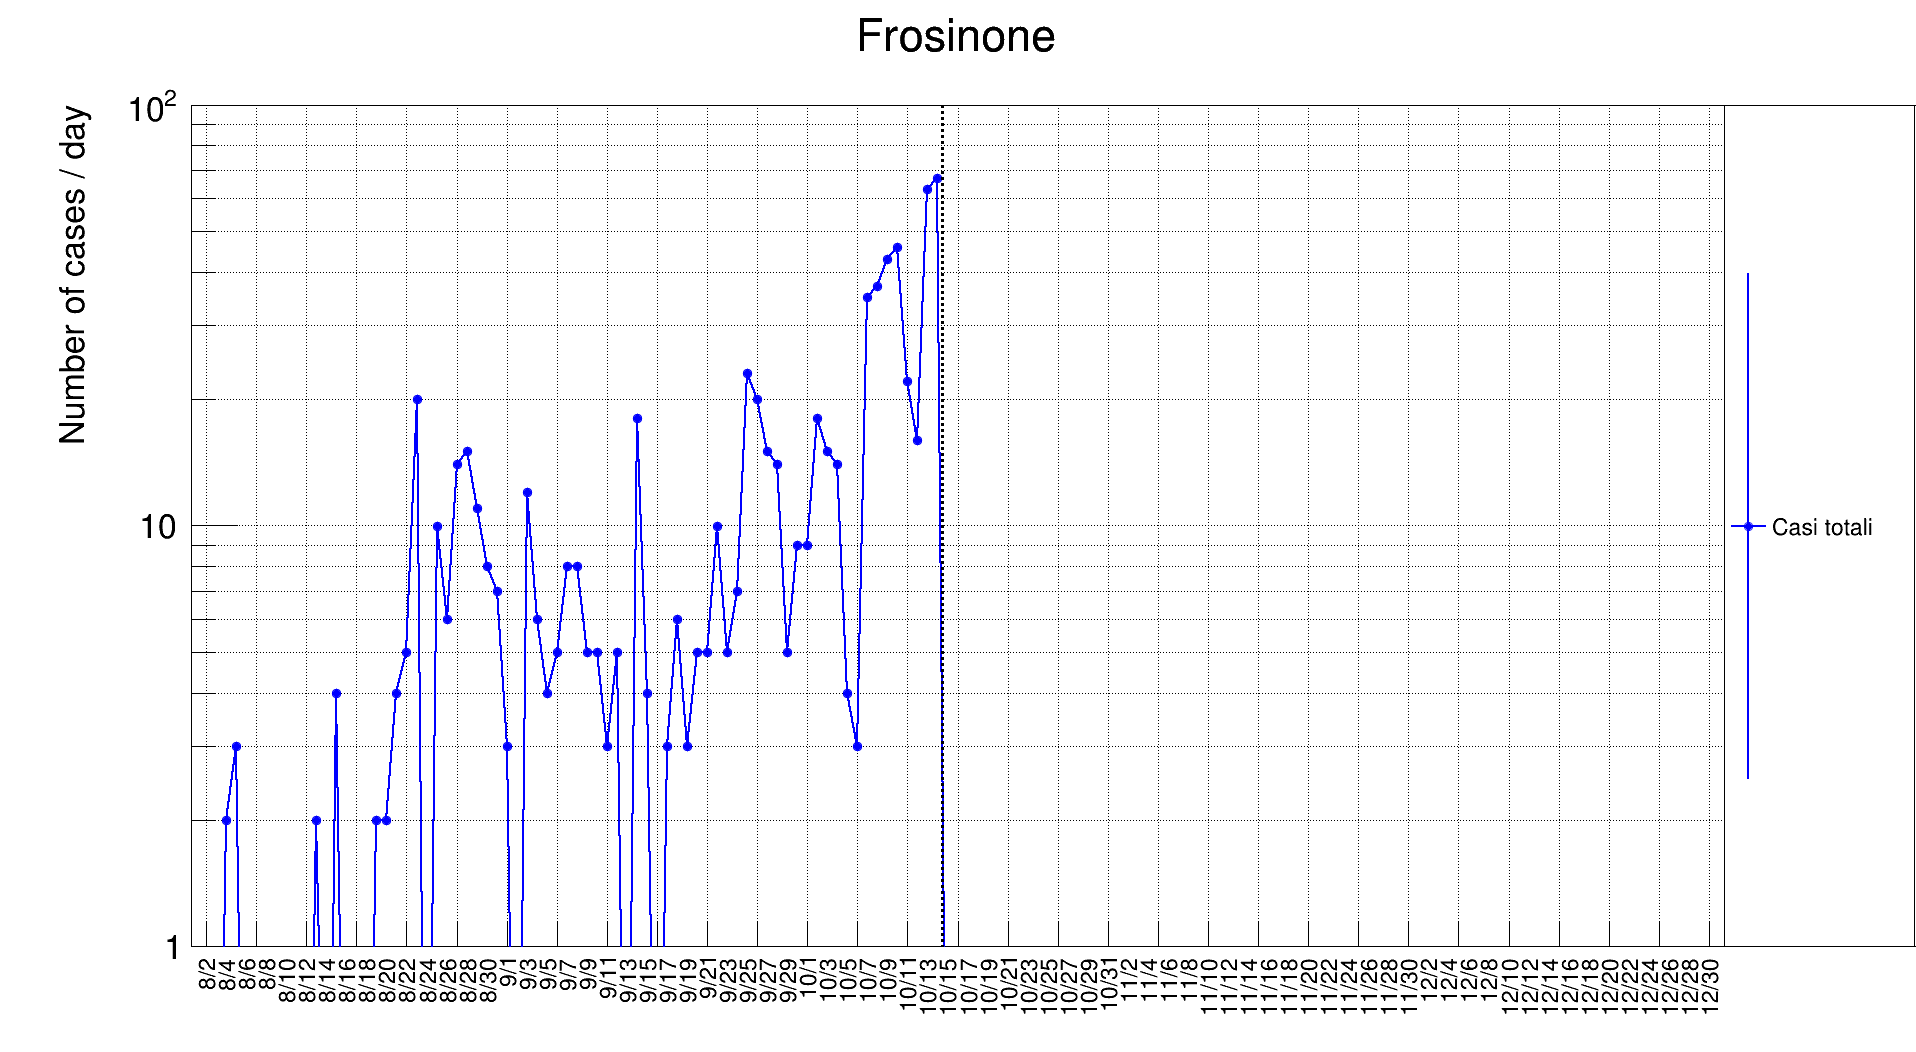 Frosinone
Number of cases / day
10²
10
1
Casi totali
8/2 8/4 8/6 8/8 8/10 8/12 8/14 8/16 8/18 8/20 8/22 8/24 8/26 8/28 8/30 9/1 9/3 9/5 9/7 9/9 9/11 9/13 9/15 9/17 9/19 9/21 9/23 9/25 9/27 9/29 10/1 10/3 10/5 10/7 10/9 10/11 10/13 10/15 10/17 10/19 10/21 10/23 10/25 10/27 10/29 10/31 11/2 11/4 11/6 11/8 11/10 11/12 11/14 11/16 11/18 11/20 11/22 11/24 11/26 11/28 11/30 12/2 12/4 12/6 12/8 12/10 12/12 12/14 12/16 12/18 12/20 12/22 12/24 12/26 12/28 12/30